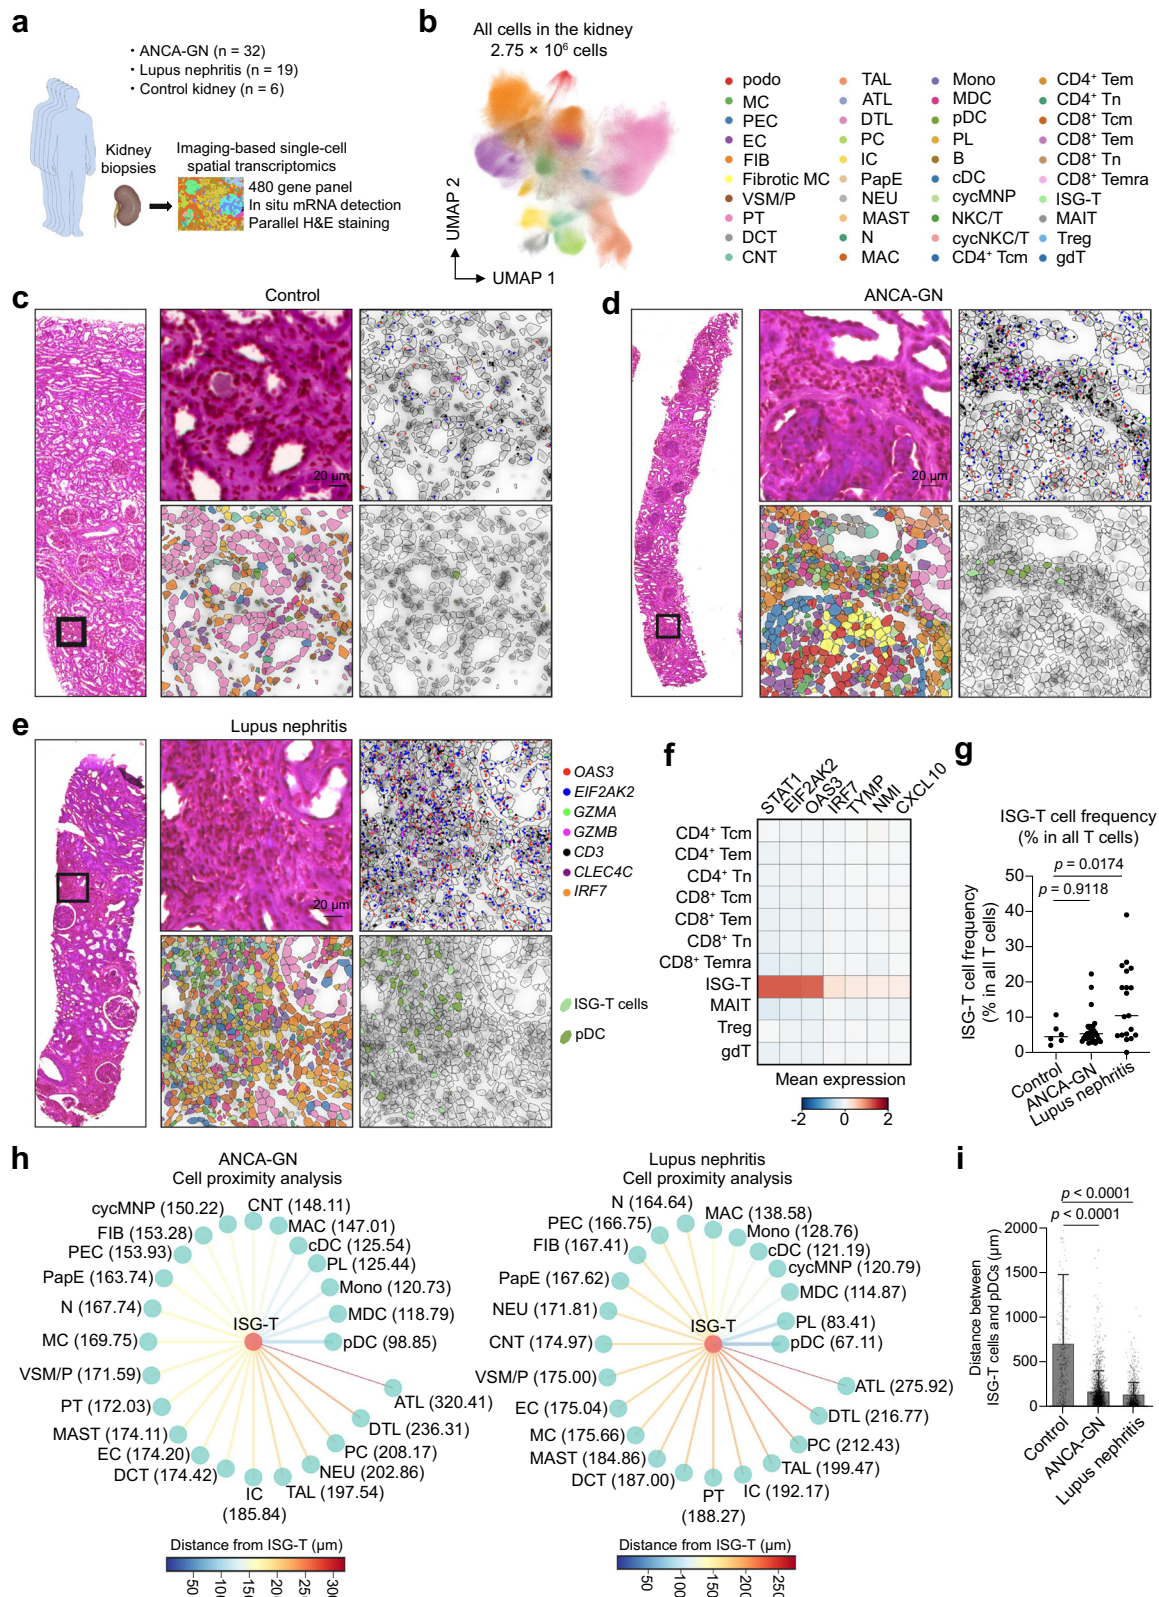 a
• ANCA-GN (n = 32)
• Lupus nephritis (n = 19)
• Control kidney (n = 6)
Kidney
biopsies
Imaging-based single-cell
spatial transcriptomics
480 gene panel
In situ mRNA detection
Parallel H&E staining
b
All cells in the kidney
2.75 × 10⁶ cells
UMAP 2
UMAP 1
podo
MC
PEC
EC
FIB
Fibrotic MC
VSM/P
PT
DCT
CNT
TAL
ATL
DTL
PC
IC
PapE
NEU
MAST
N
MAC
Mono
MDC
pDC
PL
B
cDC
cycMNP
NKC/T
cycNKC/T
CD4⁺ Tcm
CD4⁺ Tem
CD4⁺ Tn
CD8⁺ Tcm
CD8⁺ Tem
CD8⁺ Tn
CD8⁺ Temra
ISG-T
MAIT
Treg
gdT
c
Control
20 µm
d
ANCA-GN
20 µm
e
Lupus nephritis
20 µm
OAS3
EIF2AK2
GZMA
GZMB
CD3
CLEC4C
IRF7
ISG-T cells
pDC
f
STAT1
EIF2AK2
OAS3
IRF7
TYMP
NMI
CXCL10
CD4⁺ Tcm
CD4⁺ Tem
CD4⁺ Tn
CD8⁺ Tcm
CD8⁺ Tem
CD8⁺ Tn
CD8⁺ Temra
ISG-T
MAIT
Treg
gdT
Mean expression
-2 0 2
g
ISG-T cell frequency
(% in all T cells)
p = 0.0174
p = 0.9118
ISG-T cell frequency
(% in all T cells)
50
40
30
20
10
0
Control
ANCA-GN
Lupus nephritis
h
ANCA-GN
Cell proximity analysis
CNT (148.11)
MAC (147.01)
cDC (125.54)
PL (125.44)
Mono (120.73)
MDC (118.79)
pDC (98.85)
ATL (320.41)
DTL (236.31)
PC (208.17)
NEU (202.86)
TAL (197.54)
IC
(185.84)
DCT (174.42)
EC (174.20)
MAST (174.11)
PT (172.03)
VSM/P (171.59)
MC (169.75)
N (167.74)
PapE (163.74)
PEC (153.93)
FIB (153.28)
cycMNP (150.22)
ISG-T
Distance from ISG-T (µm)
50 100 150 200 250 300
Lupus nephritis
Cell proximity analysis
N (164.64)
MAC (138.58)
Mono (128.76)
cDC (121.19)
cycMNP (120.79)
MDC (114.87)
PL (83.41)
pDC (67.11)
ATL (275.92)
DTL (216.77)
PC (212.43)
TAL (199.47)
IC (192.17)
PT
(188.27)
DCT (187.00)
MAST (184.86)
MC (175.66)
EC (175.04)
VSM/P (175.00)
CNT (174.97)
NEU (171.81)
PapE (167.62)
FIB (167.41)
PEC (166.75)
ISG-T
Distance from ISG-T (µm)
50 100 150 200 250
i
p < 0.0001
p < 0.0001
Distance between
ISG-T cells and pDCs (µm)
2000
1500
1000
500
0
Control
ANCA-GN
Lupus nephritis